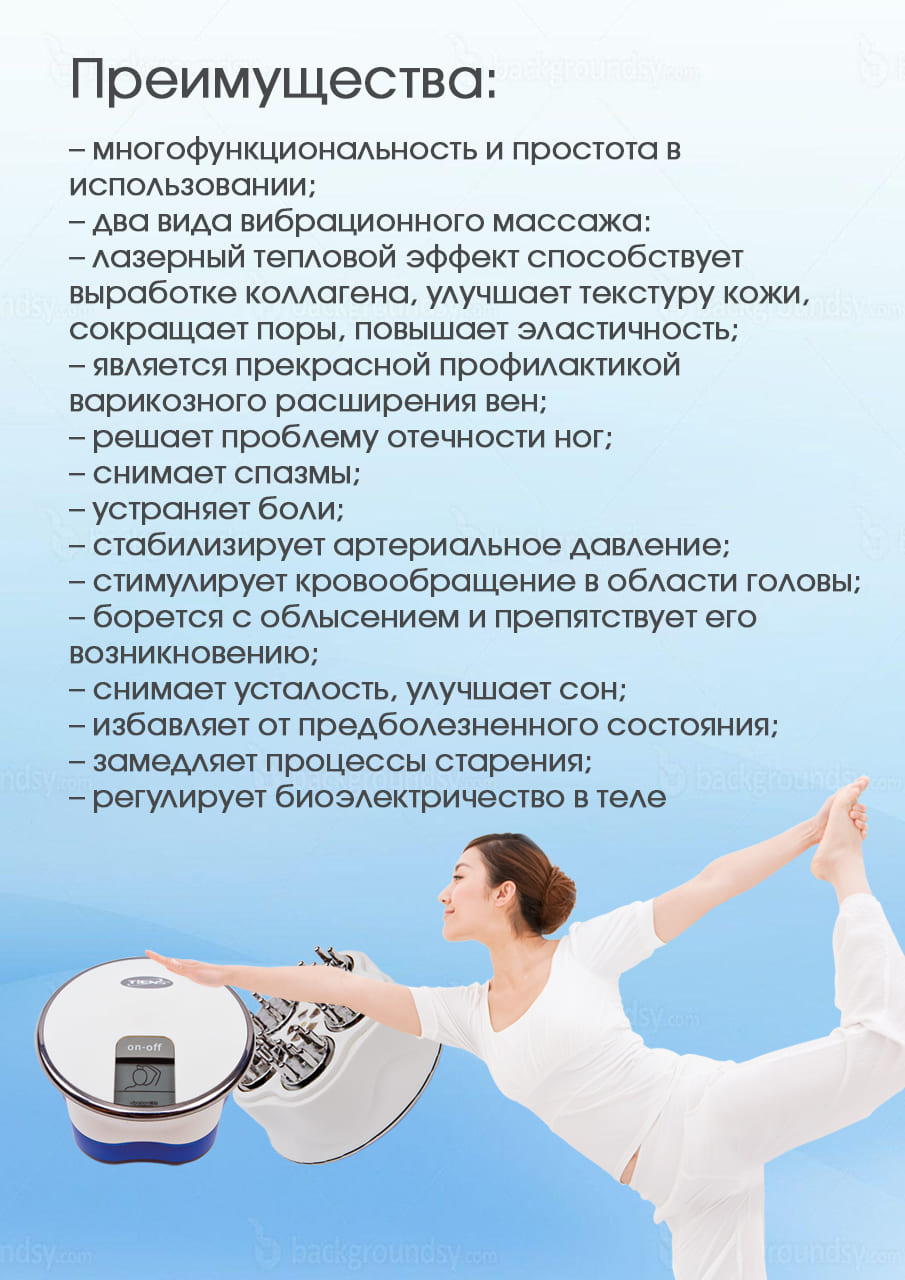 Преимущества:
– многофункциональность и простота в
использовании;
– два вида вибрационного массажа:
– лазерный тепловой эффект способствует
выработке коллагена, улучшает текстуру кожи,
сокращает поры, повышает эластичность;
– является прекрасной профилактикой
варикозного расширения вен;
– решает проблему отечности ног;
– снимает спазмы;
– устраняет боли;
– стабилизирует артериальное давление;
– стимулирует кровообращение в области головы;
– борется с облысением и препятствует его
возникновению;
– снимает усталость, улучшает сон;
– избавляет от предболезненного состояния;
– замедляет процессы старения;
– регулирует биоэлектричество в теле
TIENS
on-off
backgroundsy.com